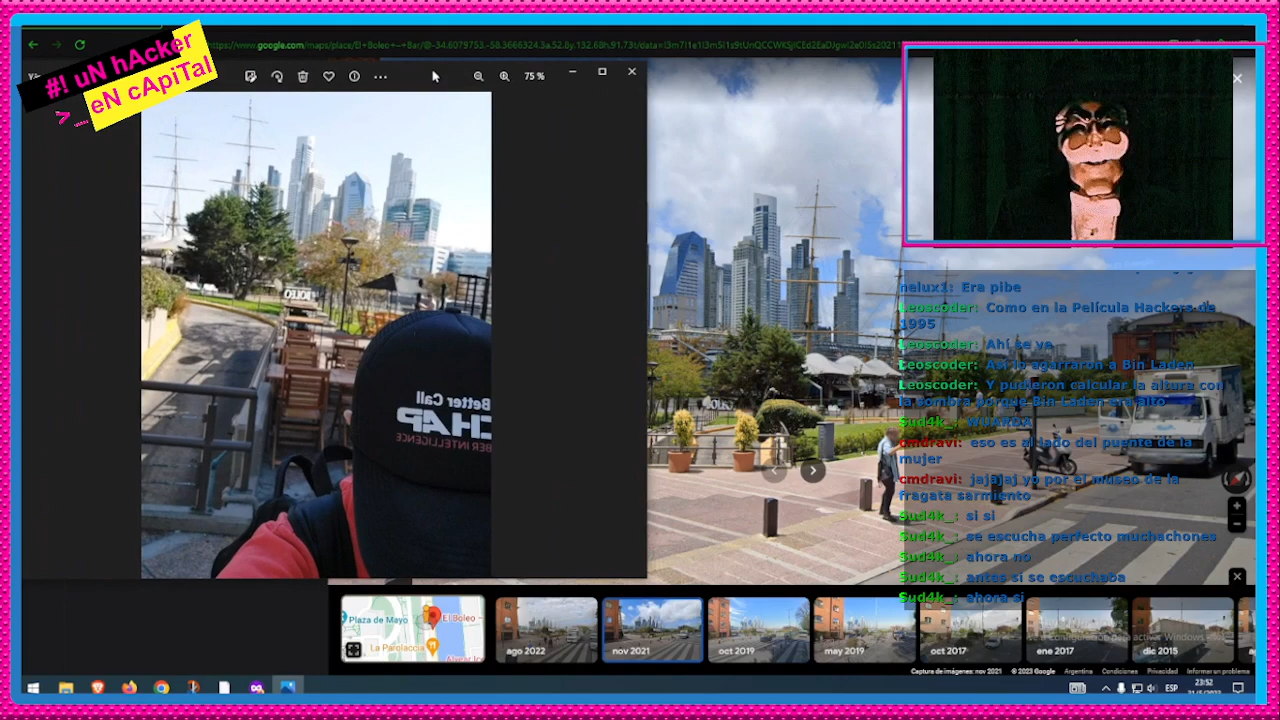 #! uN hAcker
>_ eN cApiTal
75 %
BOLEO
Better Call
CHAP
nelux1: Era pibe
Leoscoder: Como en la Película Hackers de
1995
Leoscoder: Ahí se ve
Leoscoder: Así lo agarraron a Bin Laden
Leoscoder: Y pudieron calcular la altura con
la sombra porque Bin Laden era alto
Sud4k_: WUARDA
cmdravi: eso es al lado del puente de la
mujer
cmdravi: jajajaj yo por el museo de la
fragata sarmiento
Sud4k_: si si
Sud4k_: se escucha perfecto muchachones
Sud4k_: ahora no
Sud4k_: antes si se escuchaba
Sud4k_: ahora si
Plaza de Mayo
El Boleo -
La Parolaccia
ago 2022
nov 2021
oct 2019
may 2019
oct 2017
ene 2017
dic 2015
Captura de imágenes: nov 2021 © 2023 Google Argentina Condiciones Privacidad Informar un problema
ESP
23:52